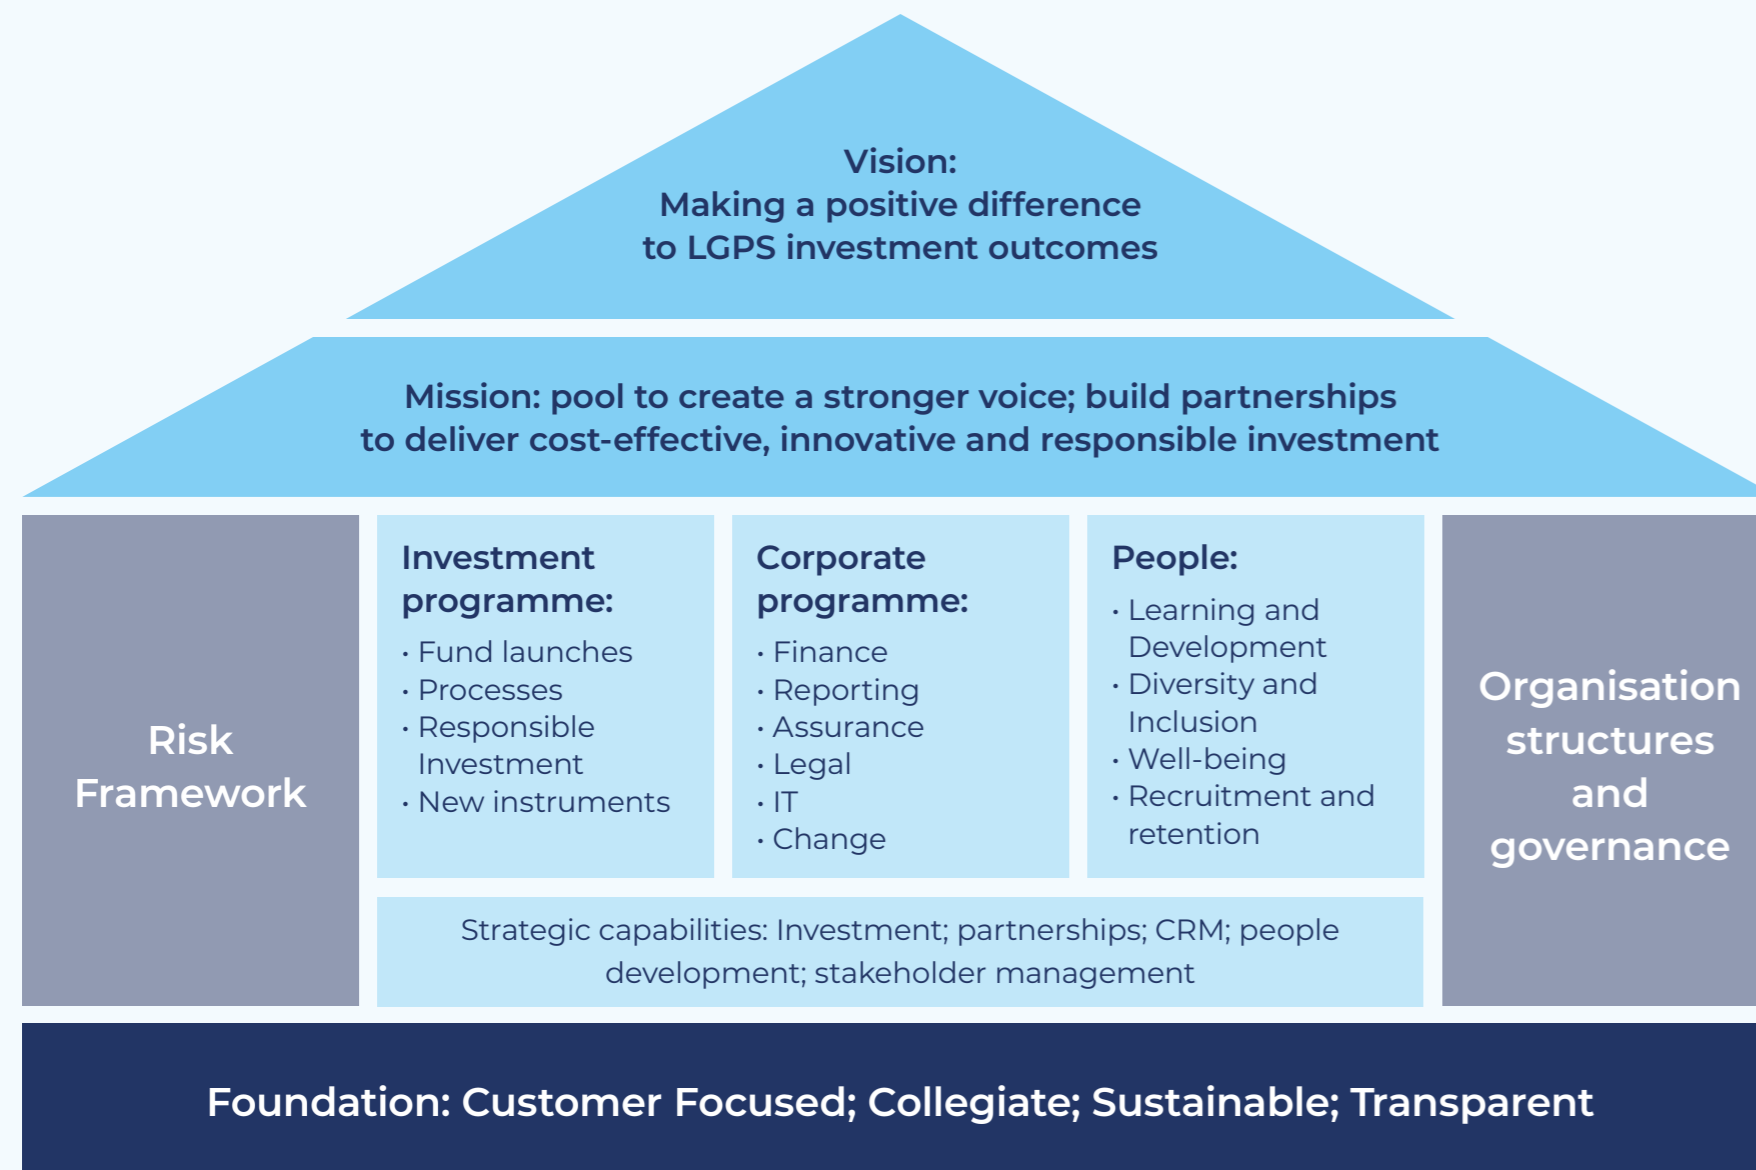 Vision:
Making a positive difference
to LGPS investment outcomes
Mission: pool to create a stronger voice; build partnerships
to deliver cost-effective, innovative and responsible investment
Risk
Framework
Investment
programme:
· Fund launches
· Processes
· Responsible
Investment
· New instruments
Corporate
programme:
· Finance
· Reporting
· Assurance
· Legal
· IT
· Change
People:
· Learning and
Development
· Diversity and
Inclusion
· Well-being
· Recruitment and
retention
Organisation
structures
and
governance
Strategic capabilities: Investment; partnerships; CRM; people
development; stakeholder management
Foundation: Customer Focused; Collegiate; Sustainable; Transparent